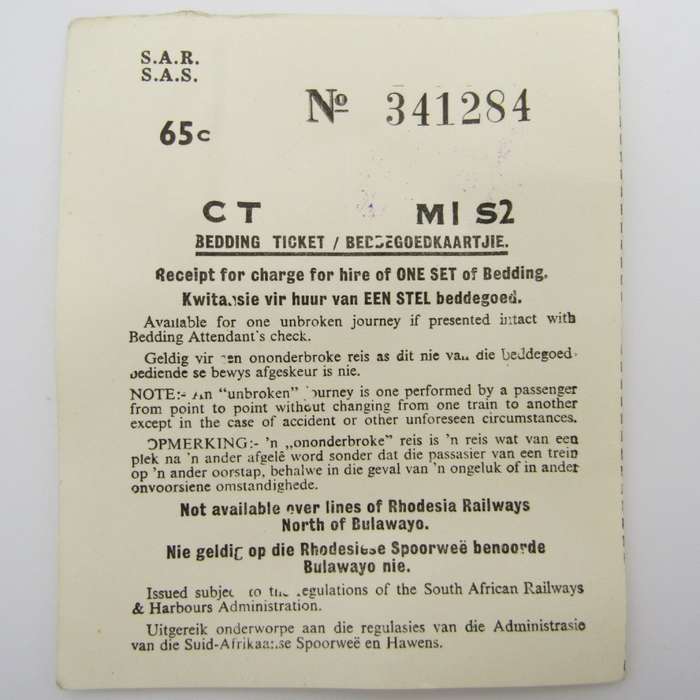 S.A.R.
S.A.S.
65c
№ 341284
CT M1 S2
BEDDING TICKET / BEDDEGOEDKAARTJIE.
Receipt for charge for hire of ONE SET of Bedding.
Kwitansie vir huur van EEN STEL beddegoed.
Available for one unbroken journey if presented intact with
Bedding Attendant's check.
Geldig vir een ononderbroke reis as dit nie van die beddegoed-
bediende se bewys afgeskeur is nie.
NOTE:- An "unbroken" journey is one performed by a passenger
from point to point without changing from one train to another
except in the case of accident or other unforeseen circumstances.
OPMERKING:- 'n „ononderbroke" reis is 'n reis wat van een
plek na 'n ander afgelê word sonder dat die passasier van een trein
op 'n ander oorstap, behalwe in die geval van 'n ongeluk of in ander
onvoorsiene omstandighede.
Not available over lines of Rhodesia Railways
North of Bulawayo.
Nie geldig op die Rhodesiese Spoorweë benoorde
Bulawayo nie.
Issued subject to the regulations of the South African Railways
& Harbours Administration.
Uitgereik onderworpe aan die regulasies van die Administrasie
van die Suid-Afrikaanse Spoorweë en Hawens.